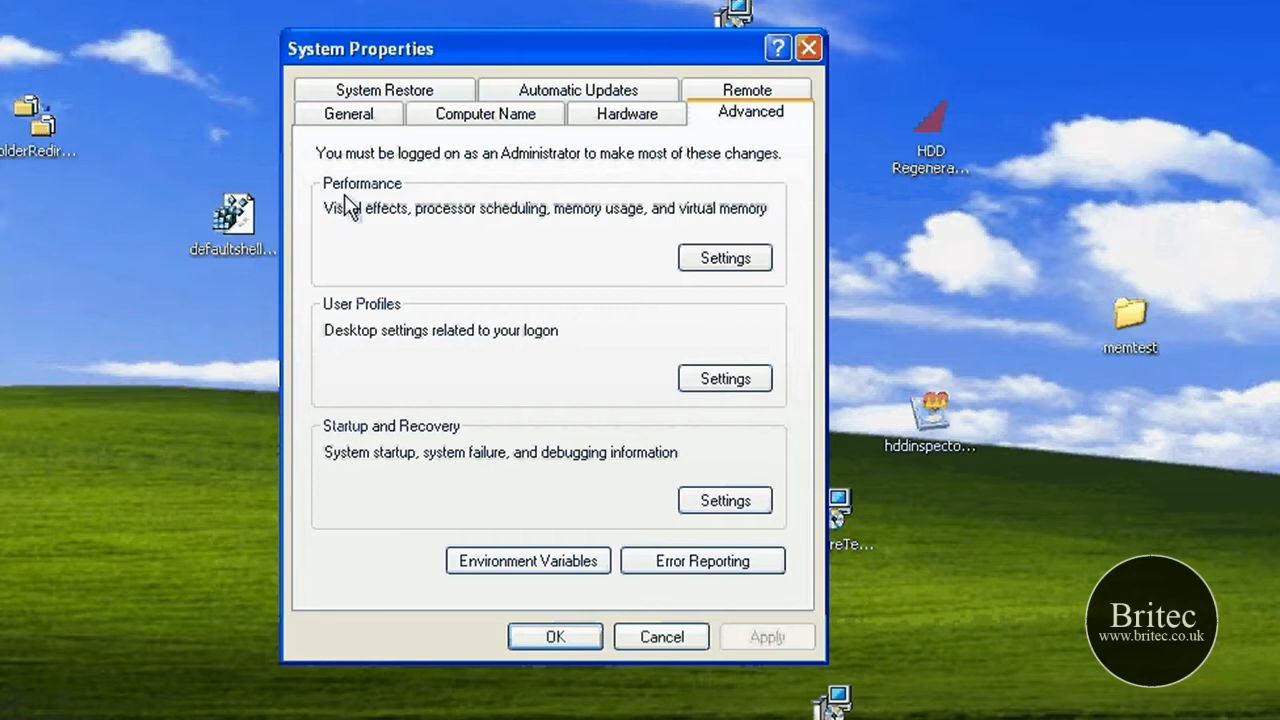 System Properties
System Restore
Automatic Updates
Remote
General
Computer Name
Hardware
Advanced
You must be logged on as an Administrator to make most of these changes.
Performance
Visual effects, processor scheduling, memory usage, and virtual memory
Settings
User Profiles
Desktop settings related to your logon
Settings
Startup and Recovery
System startup, system failure, and debugging information
Settings
Environment Variables
Error Reporting
OK
Cancel
Apply
olderRedir...
defaultshell...
HDD
Regenera...
memtest
hddinspecto...
reTe...
Britec
www.britec.co.uk